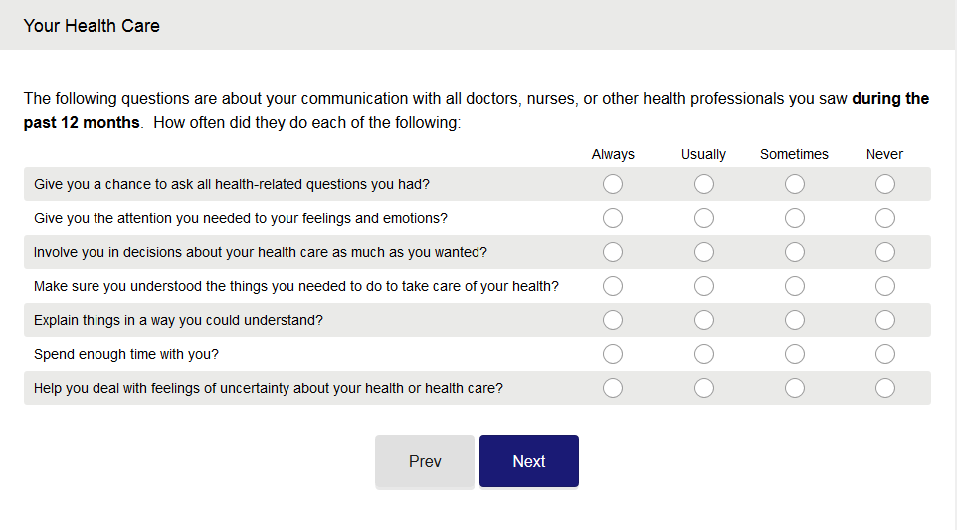 Your Health Care
The following questions are about your communication with all doctors, nurses, or other health professionals you saw during the
past 12 months.  How often did they do each of the following:
Always Usually Sometimes Never
Give you a chance to ask all health-related questions you had?
Give you the attention you needed to your feelings and emotions?
Involve you in decisions about your health care as much as you wanted?
Make sure you understood the things you needed to do to take care of your health?
Explain things in a way you could understand?
Spend enough time with you?
Help you deal with feelings of uncertainty about your health or health care?
Prev Next